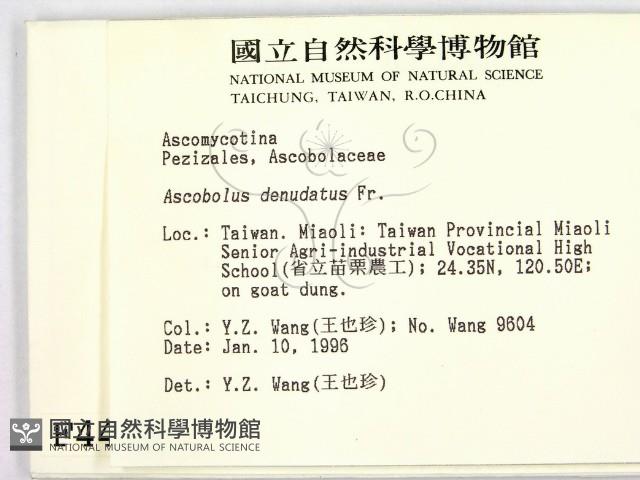 國立自然科學博物館
NATIONAL MUSEUM OF NATURAL SCIENCE
TAICHUNG, TAIWAN, R.O.CHINA
Ascomycotina
Pezizales, Ascobolaceae
Ascobolus denudatus Fr.
Loc.: Taiwan. Miaoli: Taiwan Provincial Miaoli
Senior Agri-industrial Vocational High
School(省立苗栗農工); 24.35N, 120.50E;
on goat dung.
Col.: Y.Z. Wang(王也珍); No. Wang 9604
Date: Jan. 10, 1996
Det.: Y.Z. Wang(王也珍)
國立自然科學博物館
NATIONAL MUSEUM OF NATURAL SCIENCE